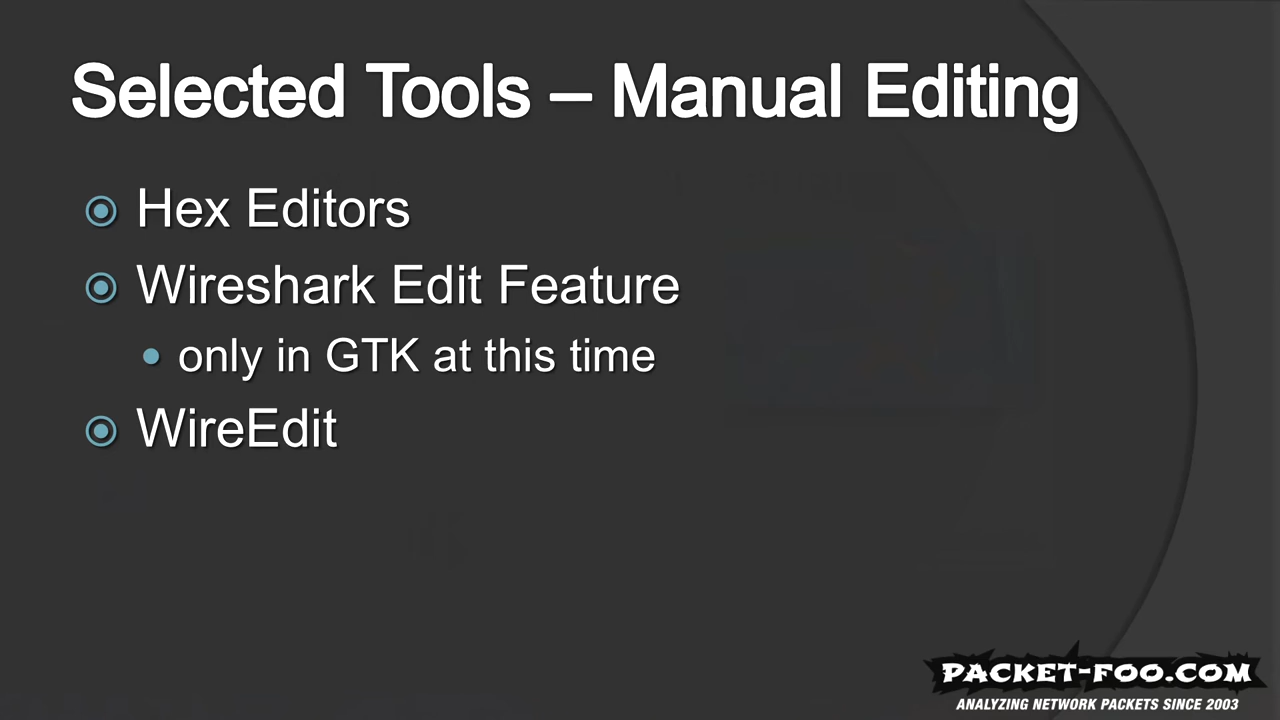 Selected Tools – Manual Editing
Hex Editors
Wireshark Edit Feature
only in GTK at this time
WireEdit
PACKET-FOO.COM
ANALYZING NETWORK PACKETS SINCE 2003